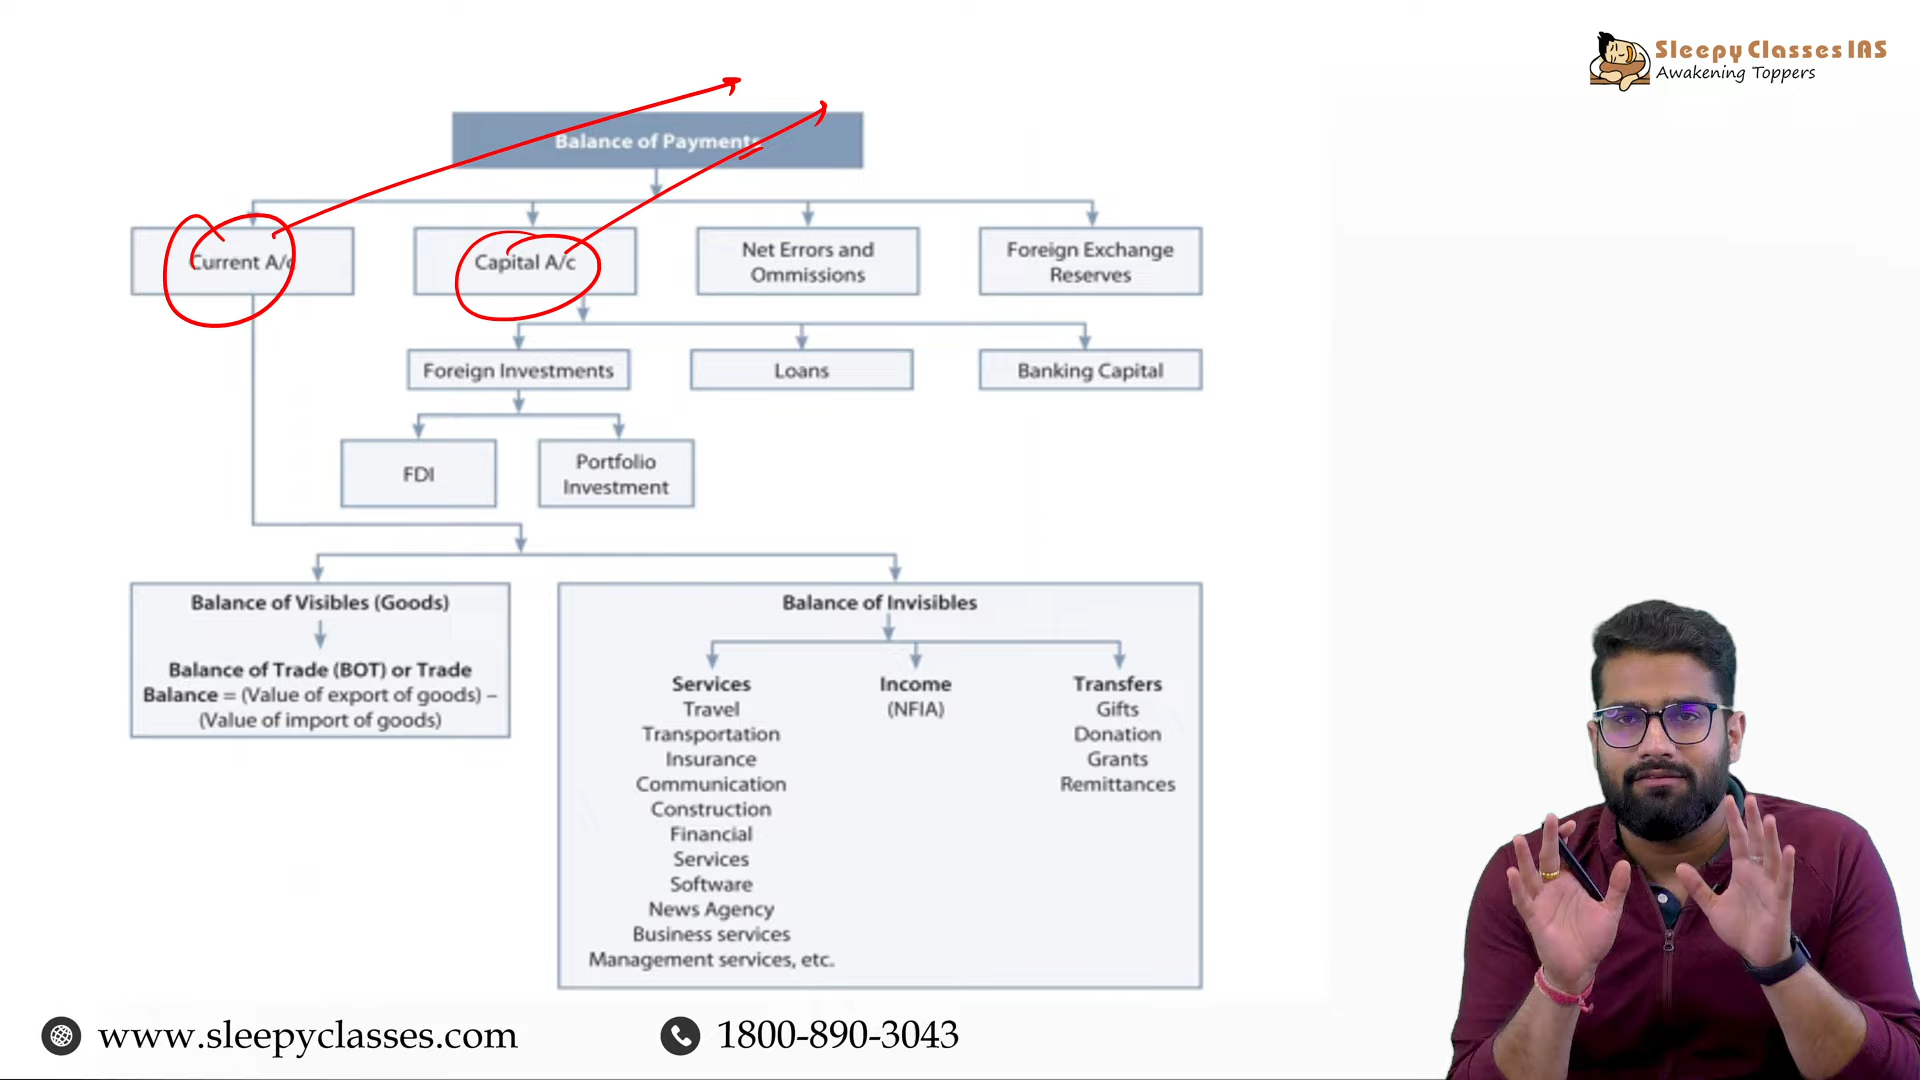 Sleepy Classes IAS
Awakening Toppers
Balance of Payments
Current A/c
Capital A/c
Net Errors and
Ommissions
Foreign Exchange
Reserves
Foreign Investments
Loans
Banking Capital
FDI
Portfolio
Investment
Balance of Visibles (Goods)
Balance of Trade (BOT) or Trade
Balance = (Value of export of goods) –
(Value of import of goods)
Balance of Invisibles
Services
Travel
Transportation
Insurance
Communication
Construction
Financial
Services
Software
News Agency
Business services
Management services, etc.
Income
(NFIA)
Transfers
Gifts
Donation
Grants
Remittances
www.sleepyclasses.com
1800-890-3043